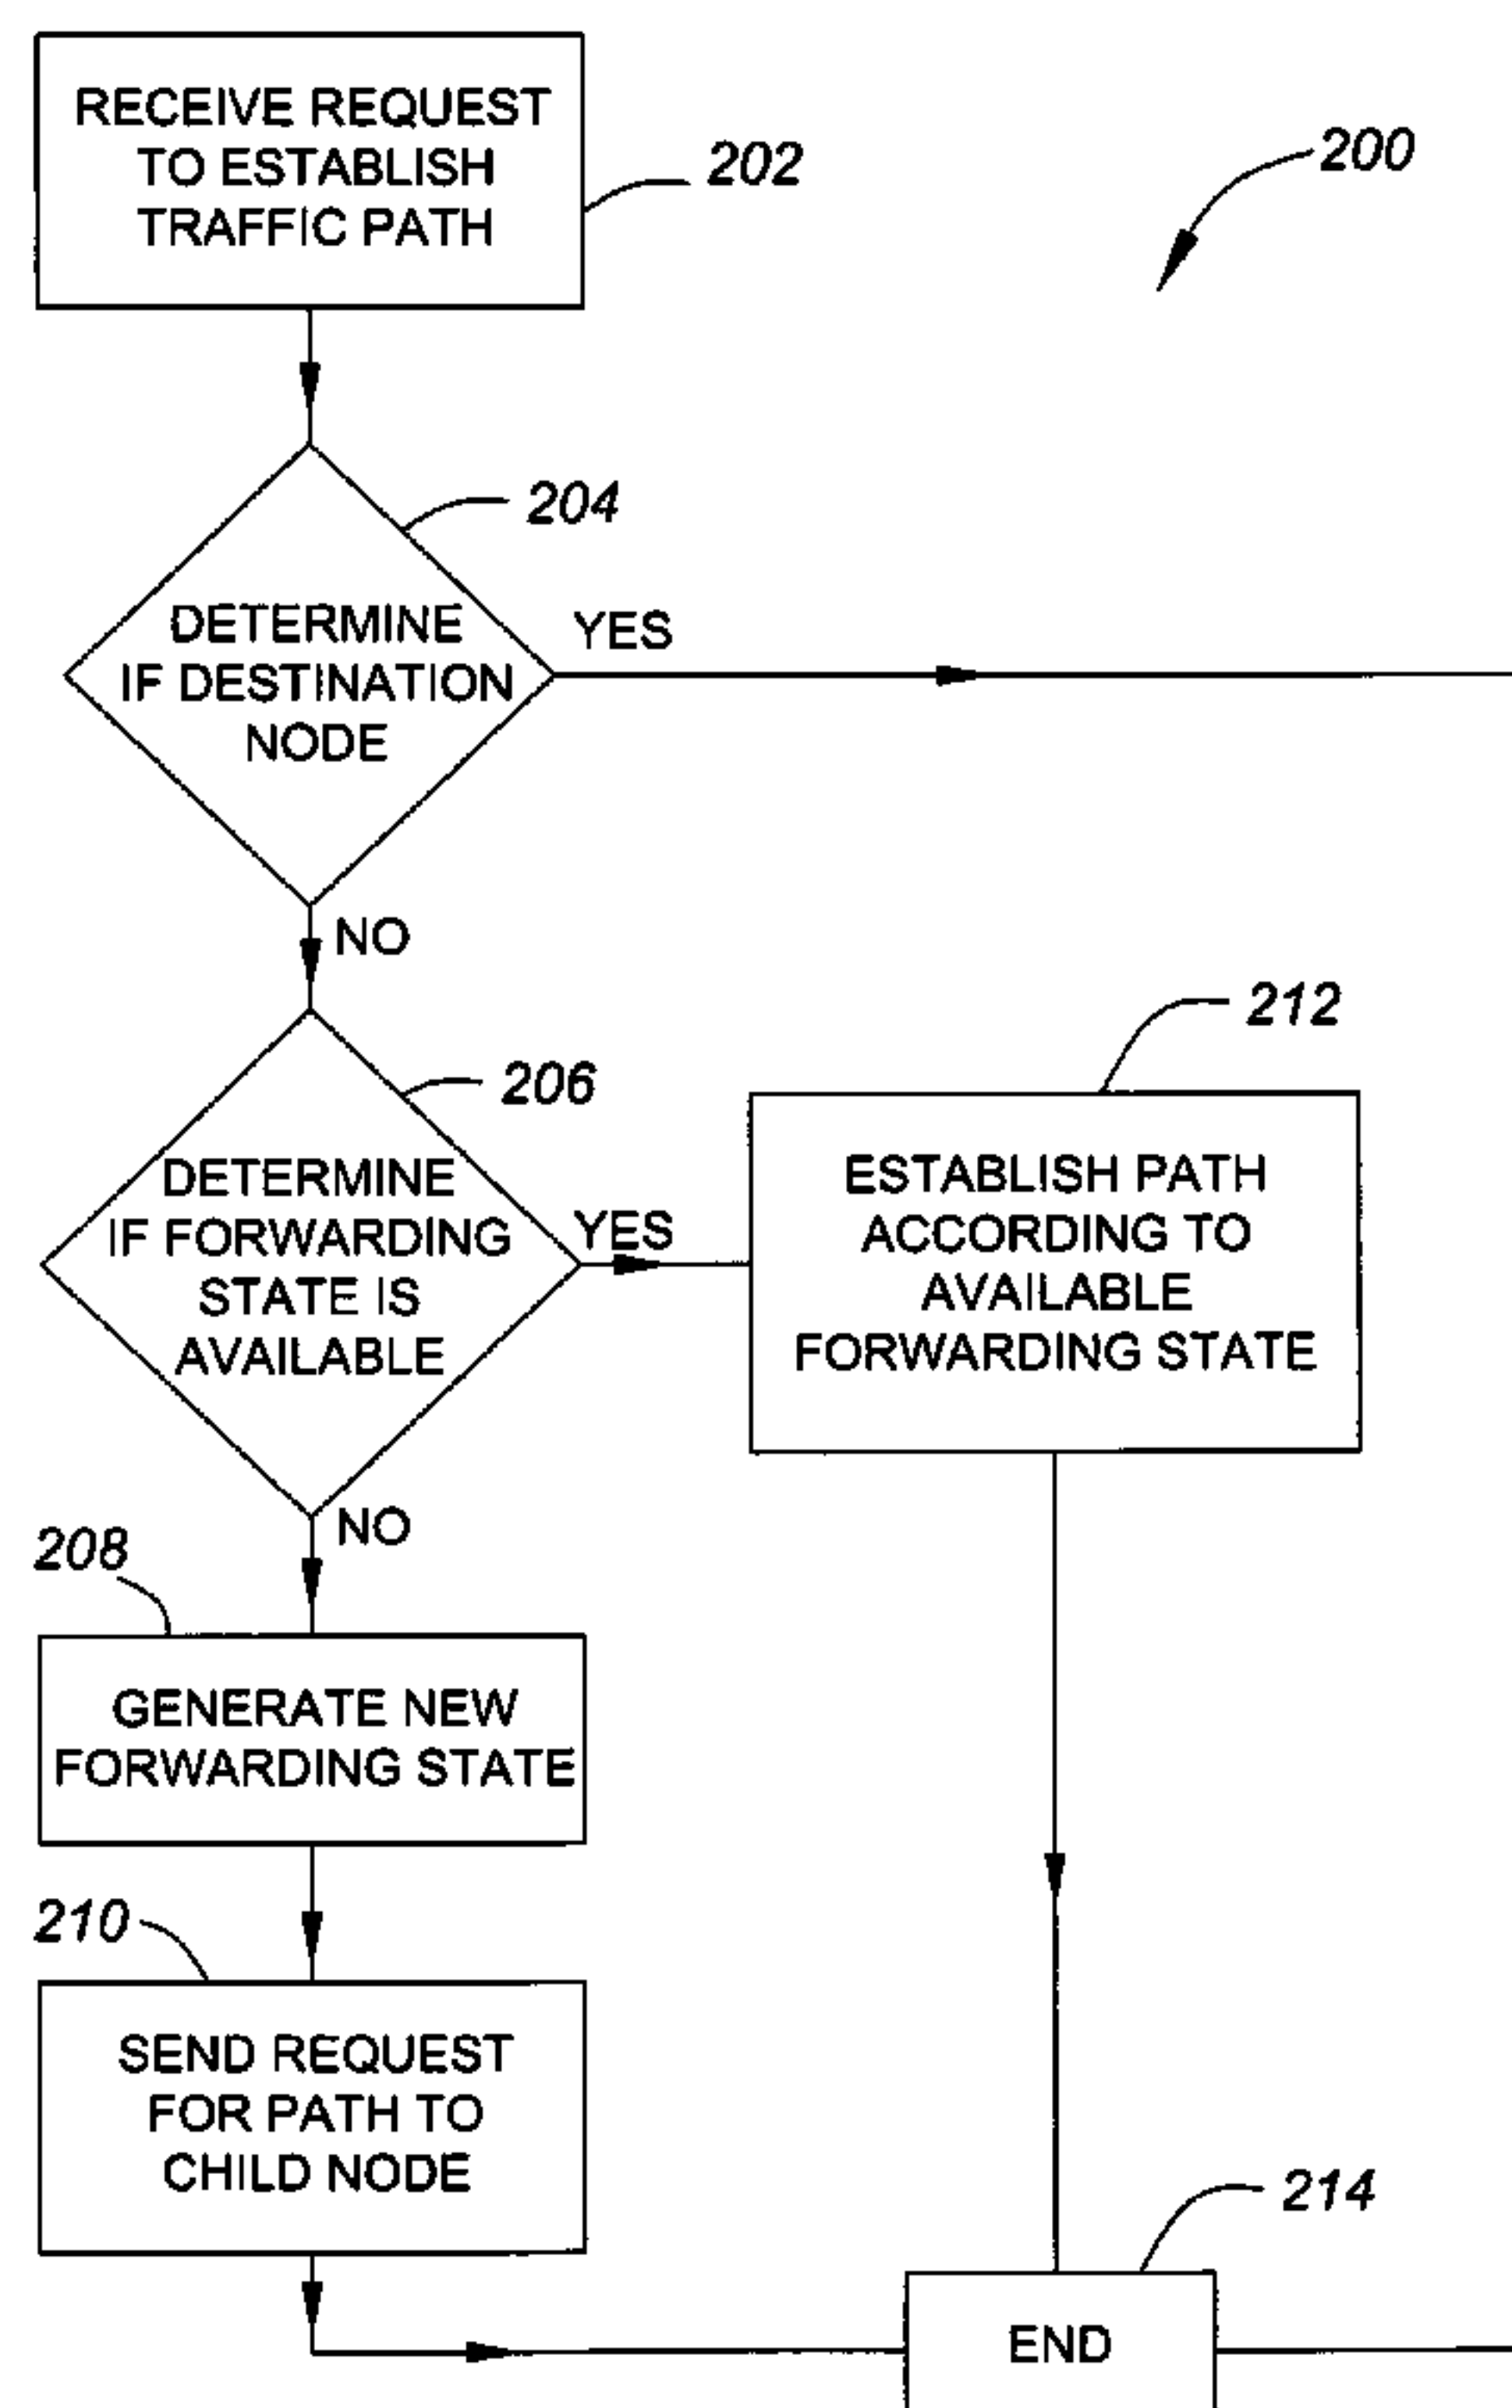 RECEIVE REQUEST
TO ESTABLISH
TRAFFIC PATH
202
200
204
DETERMINE
IF DESTINATION
NODE
YES
NO
206
DETERMINE
IF FORWARDING
STATE IS
AVAILABLE
YES
212
ESTABLISH PATH
ACCORDING TO
AVAILABLE
FORWARDING STATE
NO
208
GENERATE NEW
FORWARDING STATE
210
SEND REQUEST
FOR PATH TO
CHILD NODE
214
END